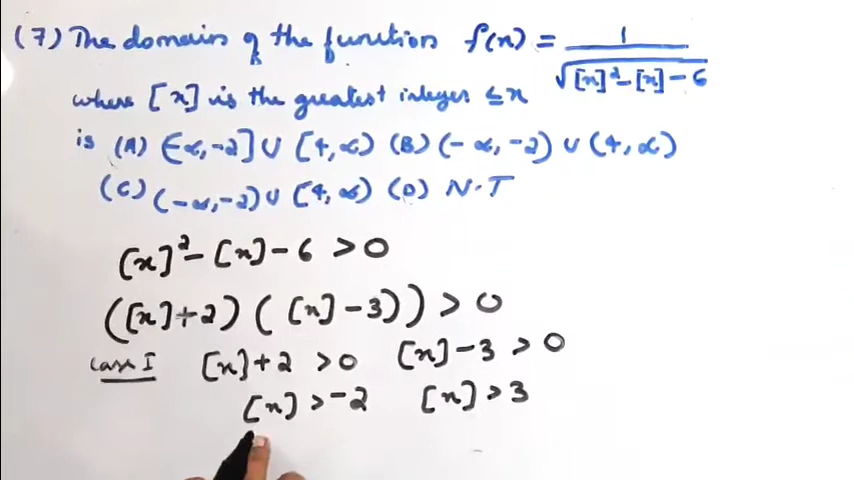 (7) The domain of the function f(x) = 1/√([x]²-[x]-6)
where [x] is the greatest integer ≤ x
is (A) (-∝,-2] ∪ [4,∝) (B) (-∝,-2) ∪ (4,∝)
(C) (-∝,-2) ∪ [4,∝) (D) N.T
[x]² - [x] - 6 > 0
([x]+2) ([x]-3)) > 0
Case I [x]+2 > 0 [x]-3 > 0
[x] > -2 [x] > 3